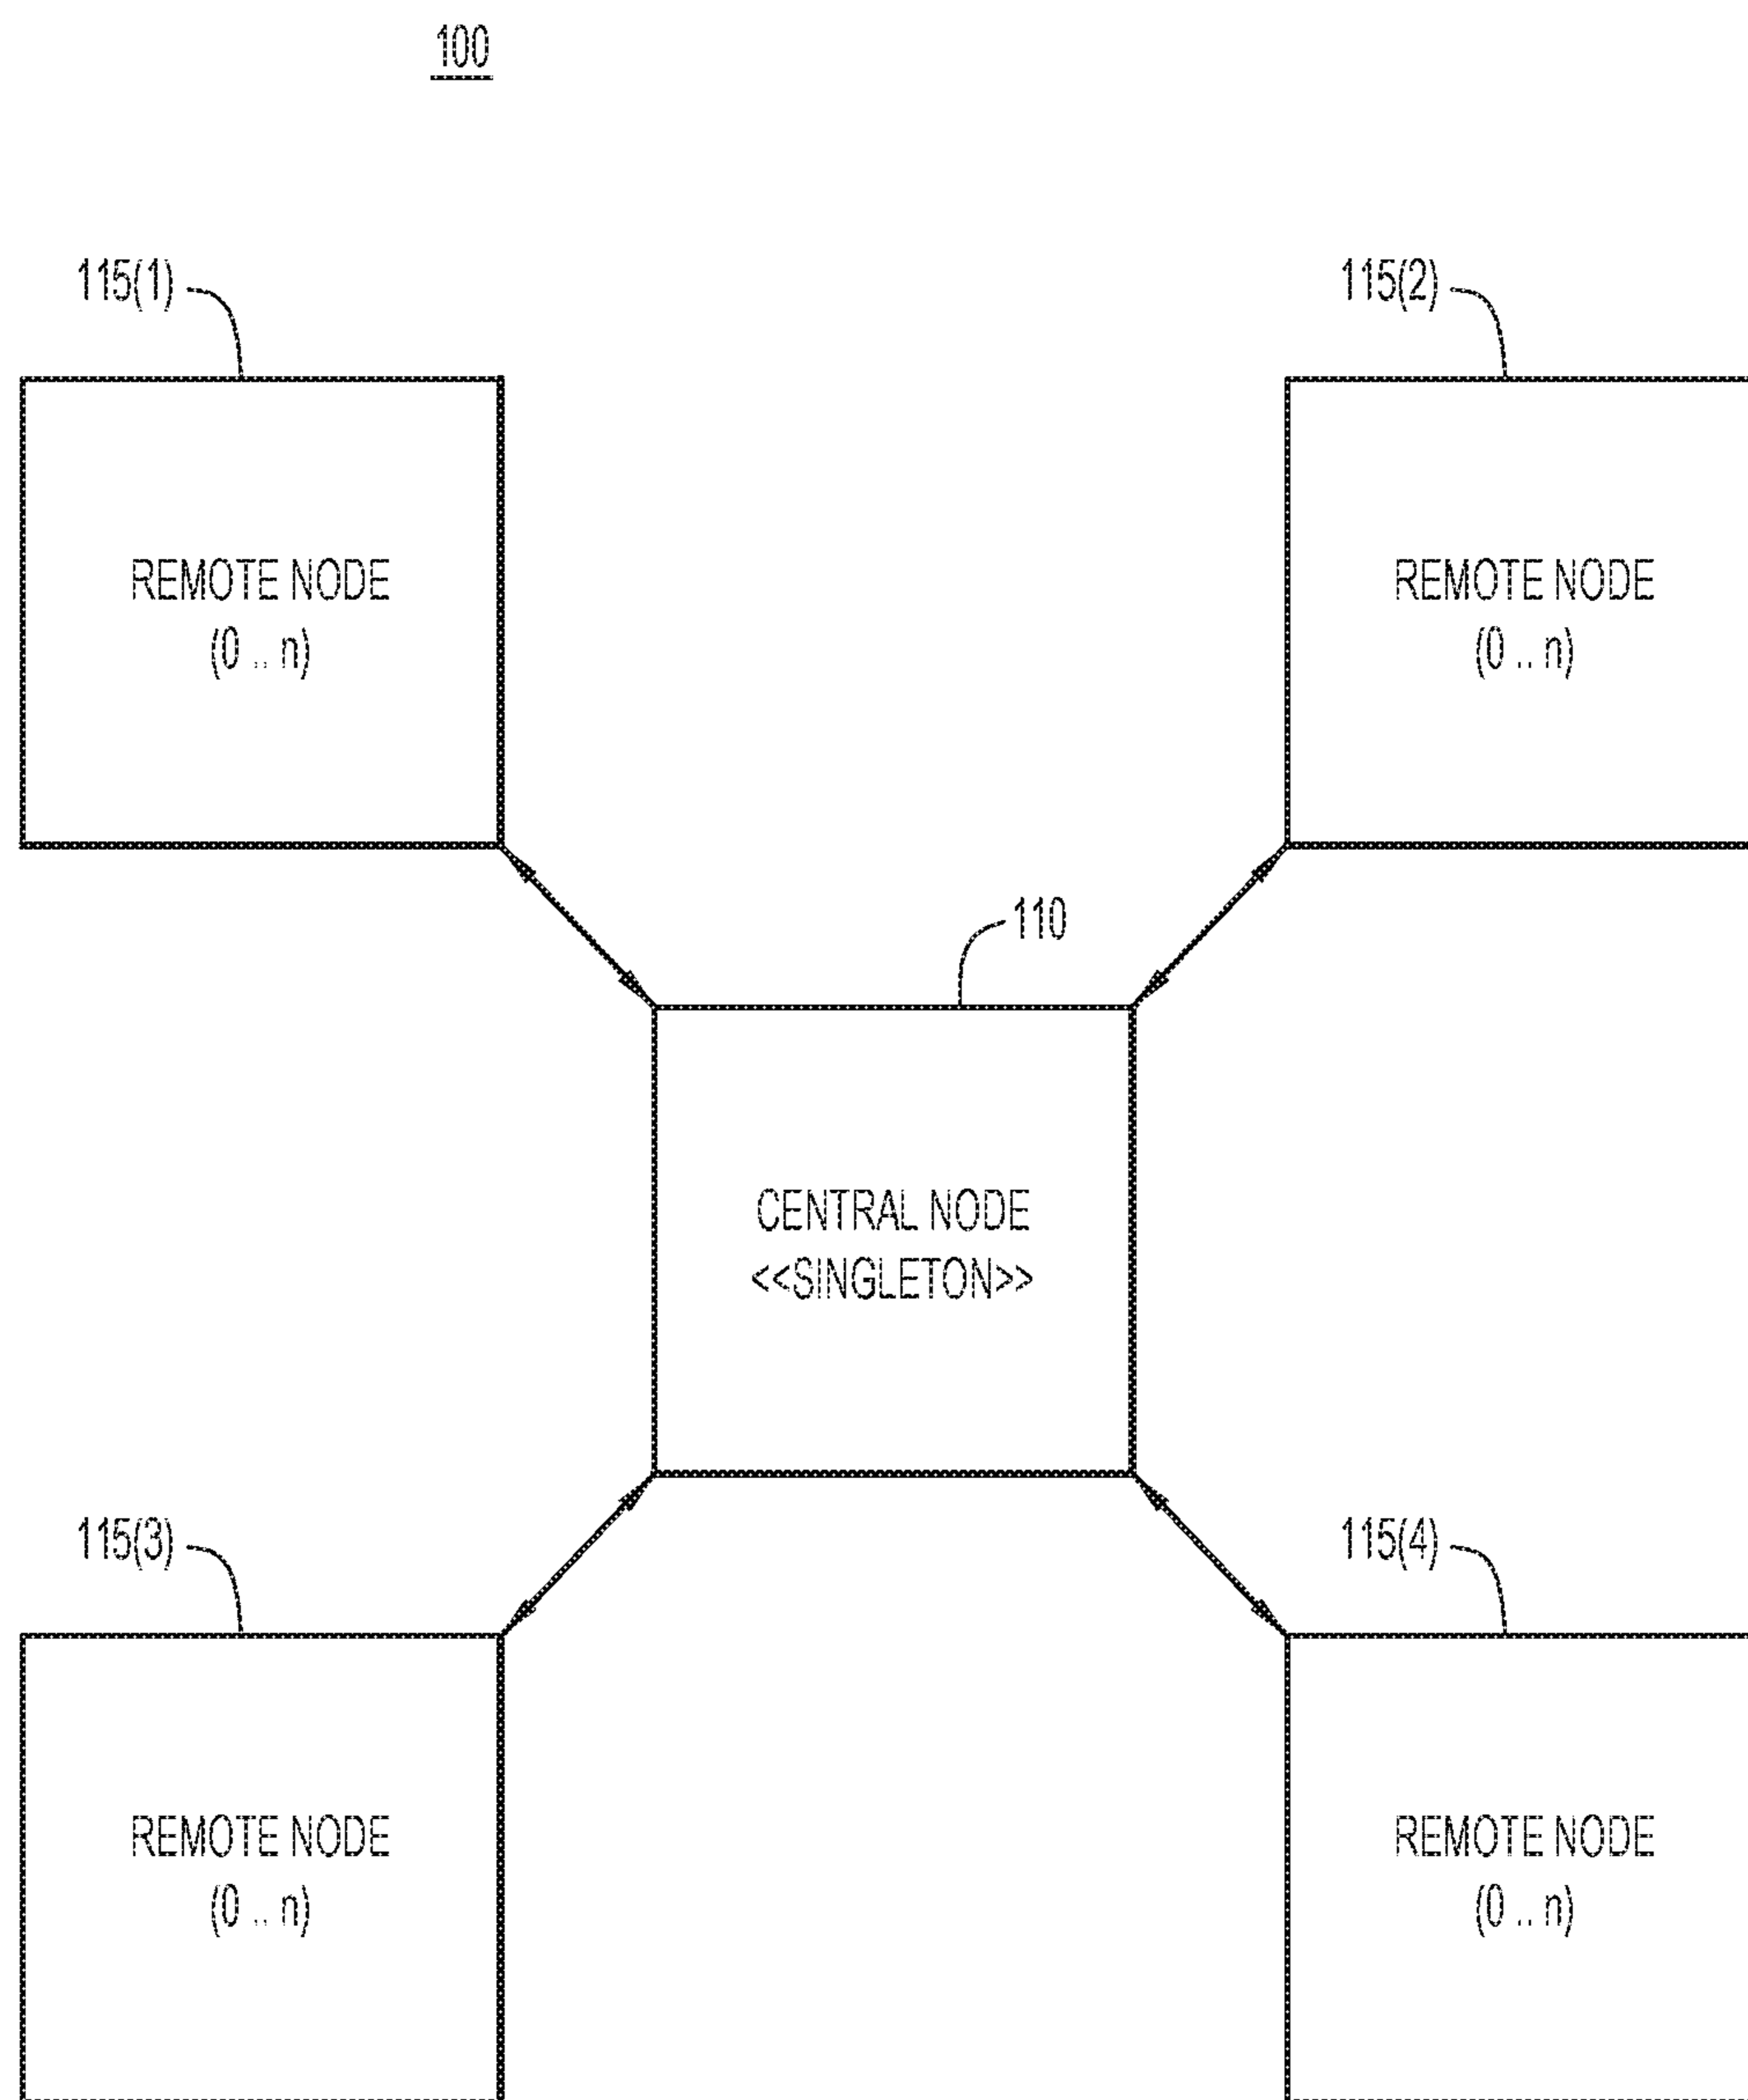 100
115(1)
115(2)
REMOTE NODE
(0 .. n)
REMOTE NODE
(0 .. n)
110
CENTRAL NODE
<<SINGLETON>>
115(3)
115(4)
REMOTE NODE
(0 .. n)
REMOTE NODE
(0 .. n)